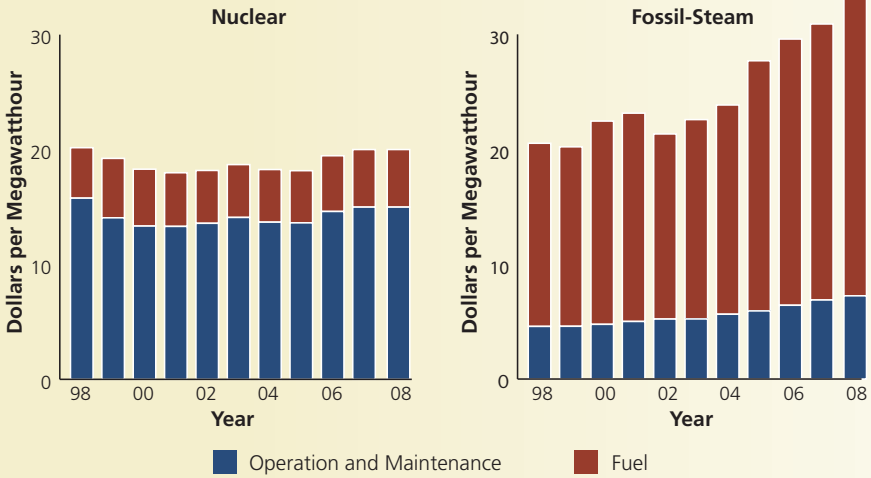 Nuclear
Dollars per Megawatthour
30
20
10
0
98 00 02 04 06 08
Year
Fossil-Steam
Dollars per Megawatthour
30
20
10
0
98 00 02 04 06 08
Year
Operation and Maintenance Fuel